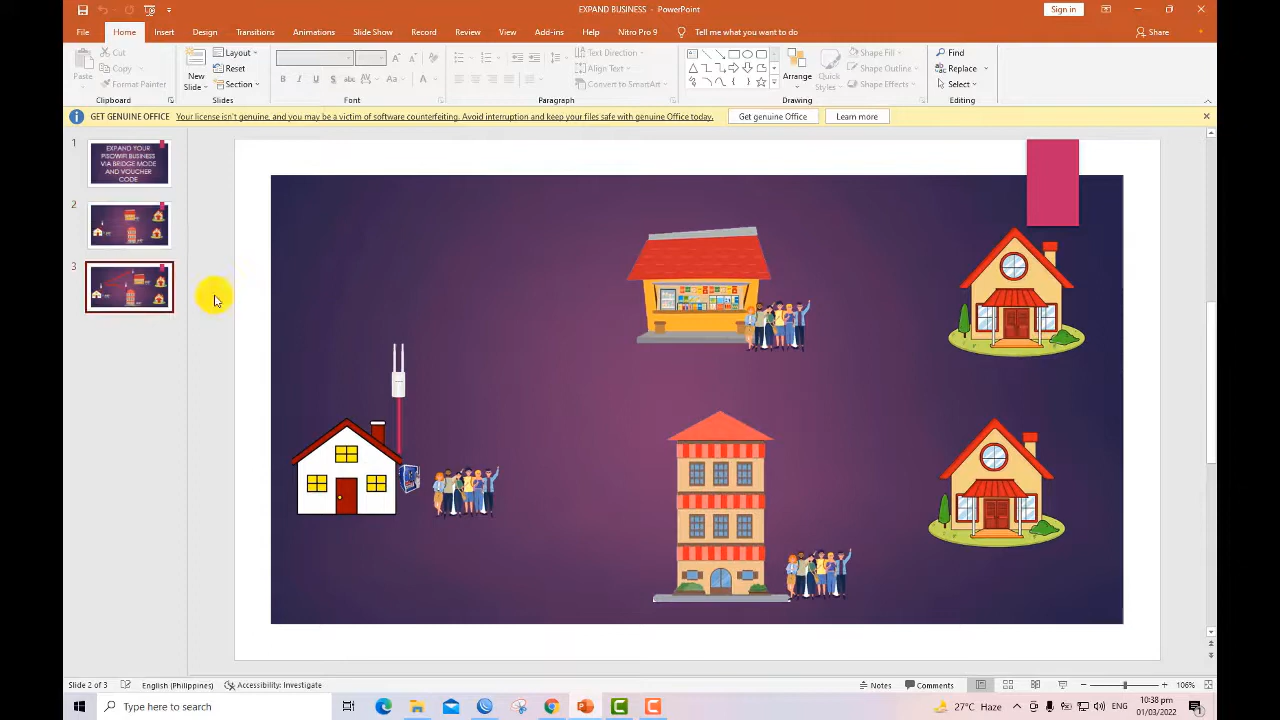 EXPAND BUSINESS - PowerPoint
Sign in
File Home Insert Design Transitions Animations Slide Show Record Review View Add-ins Help Nitro Pro 9 Tell me what you want to do Share
Paste
Cut
Copy
Format Painter
Clipboard
New Slide
Layout
Reset
Section
Slides
Font
Paragraph
Text Direction
Align Text
Convert to SmartArt
Arrange
Quick Styles
Shape Fill
Shape Outline
Shape Effects
Drawing
Find
Replace
Select
Editing
GET GENUINE OFFICE Your license isn't genuine, and you may be a victim of software counterfeiting. Avoid interruption and keep your files safe with genuine Office today. Get genuine Office Learn more
1
EXPAND YOUR
PISOWIFI BUSINESS
VIA BRIDGE MODE
AND VOUCHER
CODE
2
3
Slide 2 of 3 English (Philippines) Accessibility: Investigate Notes Comments 106%
Type here to search
27°C Haze
10:38 pm
01/03/2022